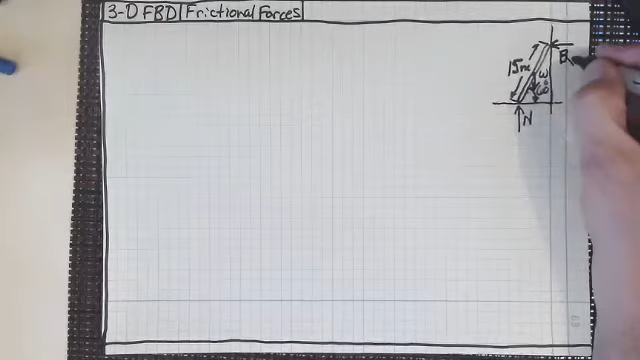 3-D FBD Frictional Forces
15m
B
ω
60°
N